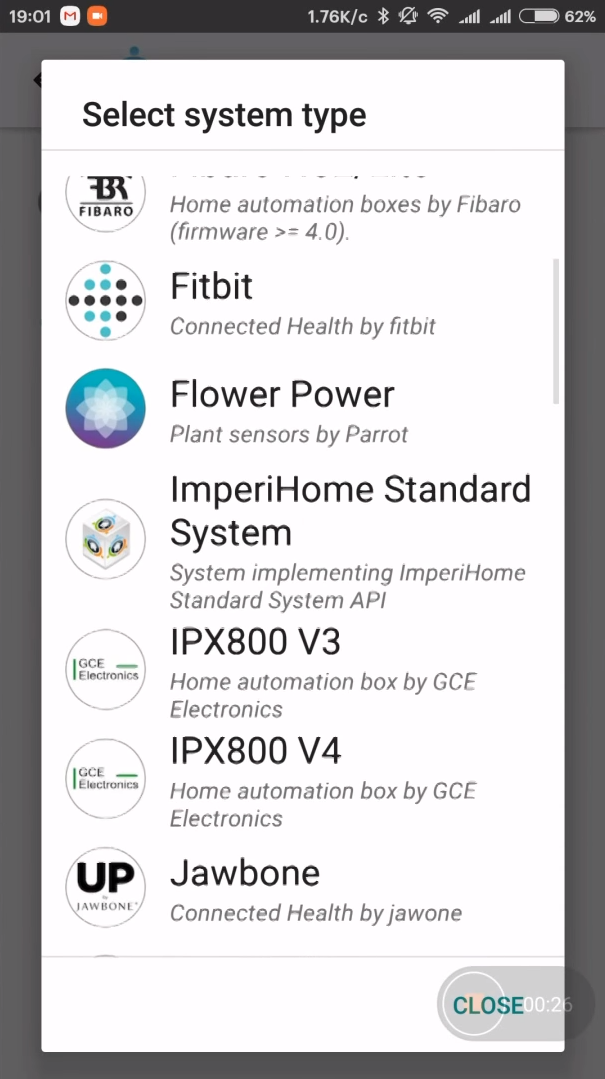 19:01 1.76K/c 62%
Select system type
FIBARO
Home automation boxes by Fibaro
(firmware >= 4.0).
Fitbit
Connected Health by fitbit
Flower Power
Plant sensors by Parrot
ImperiHome Standard
System
System implementing ImperiHome
Standard System API
GCE
Electronics
IPX800 V3
Home automation box by GCE
Electronics
GCE
Electronics
IPX800 V4
Home automation box by GCE
Electronics
UP
by
JAWBONE
Jawbone
Connected Health by jawone
CLOSE 00:26